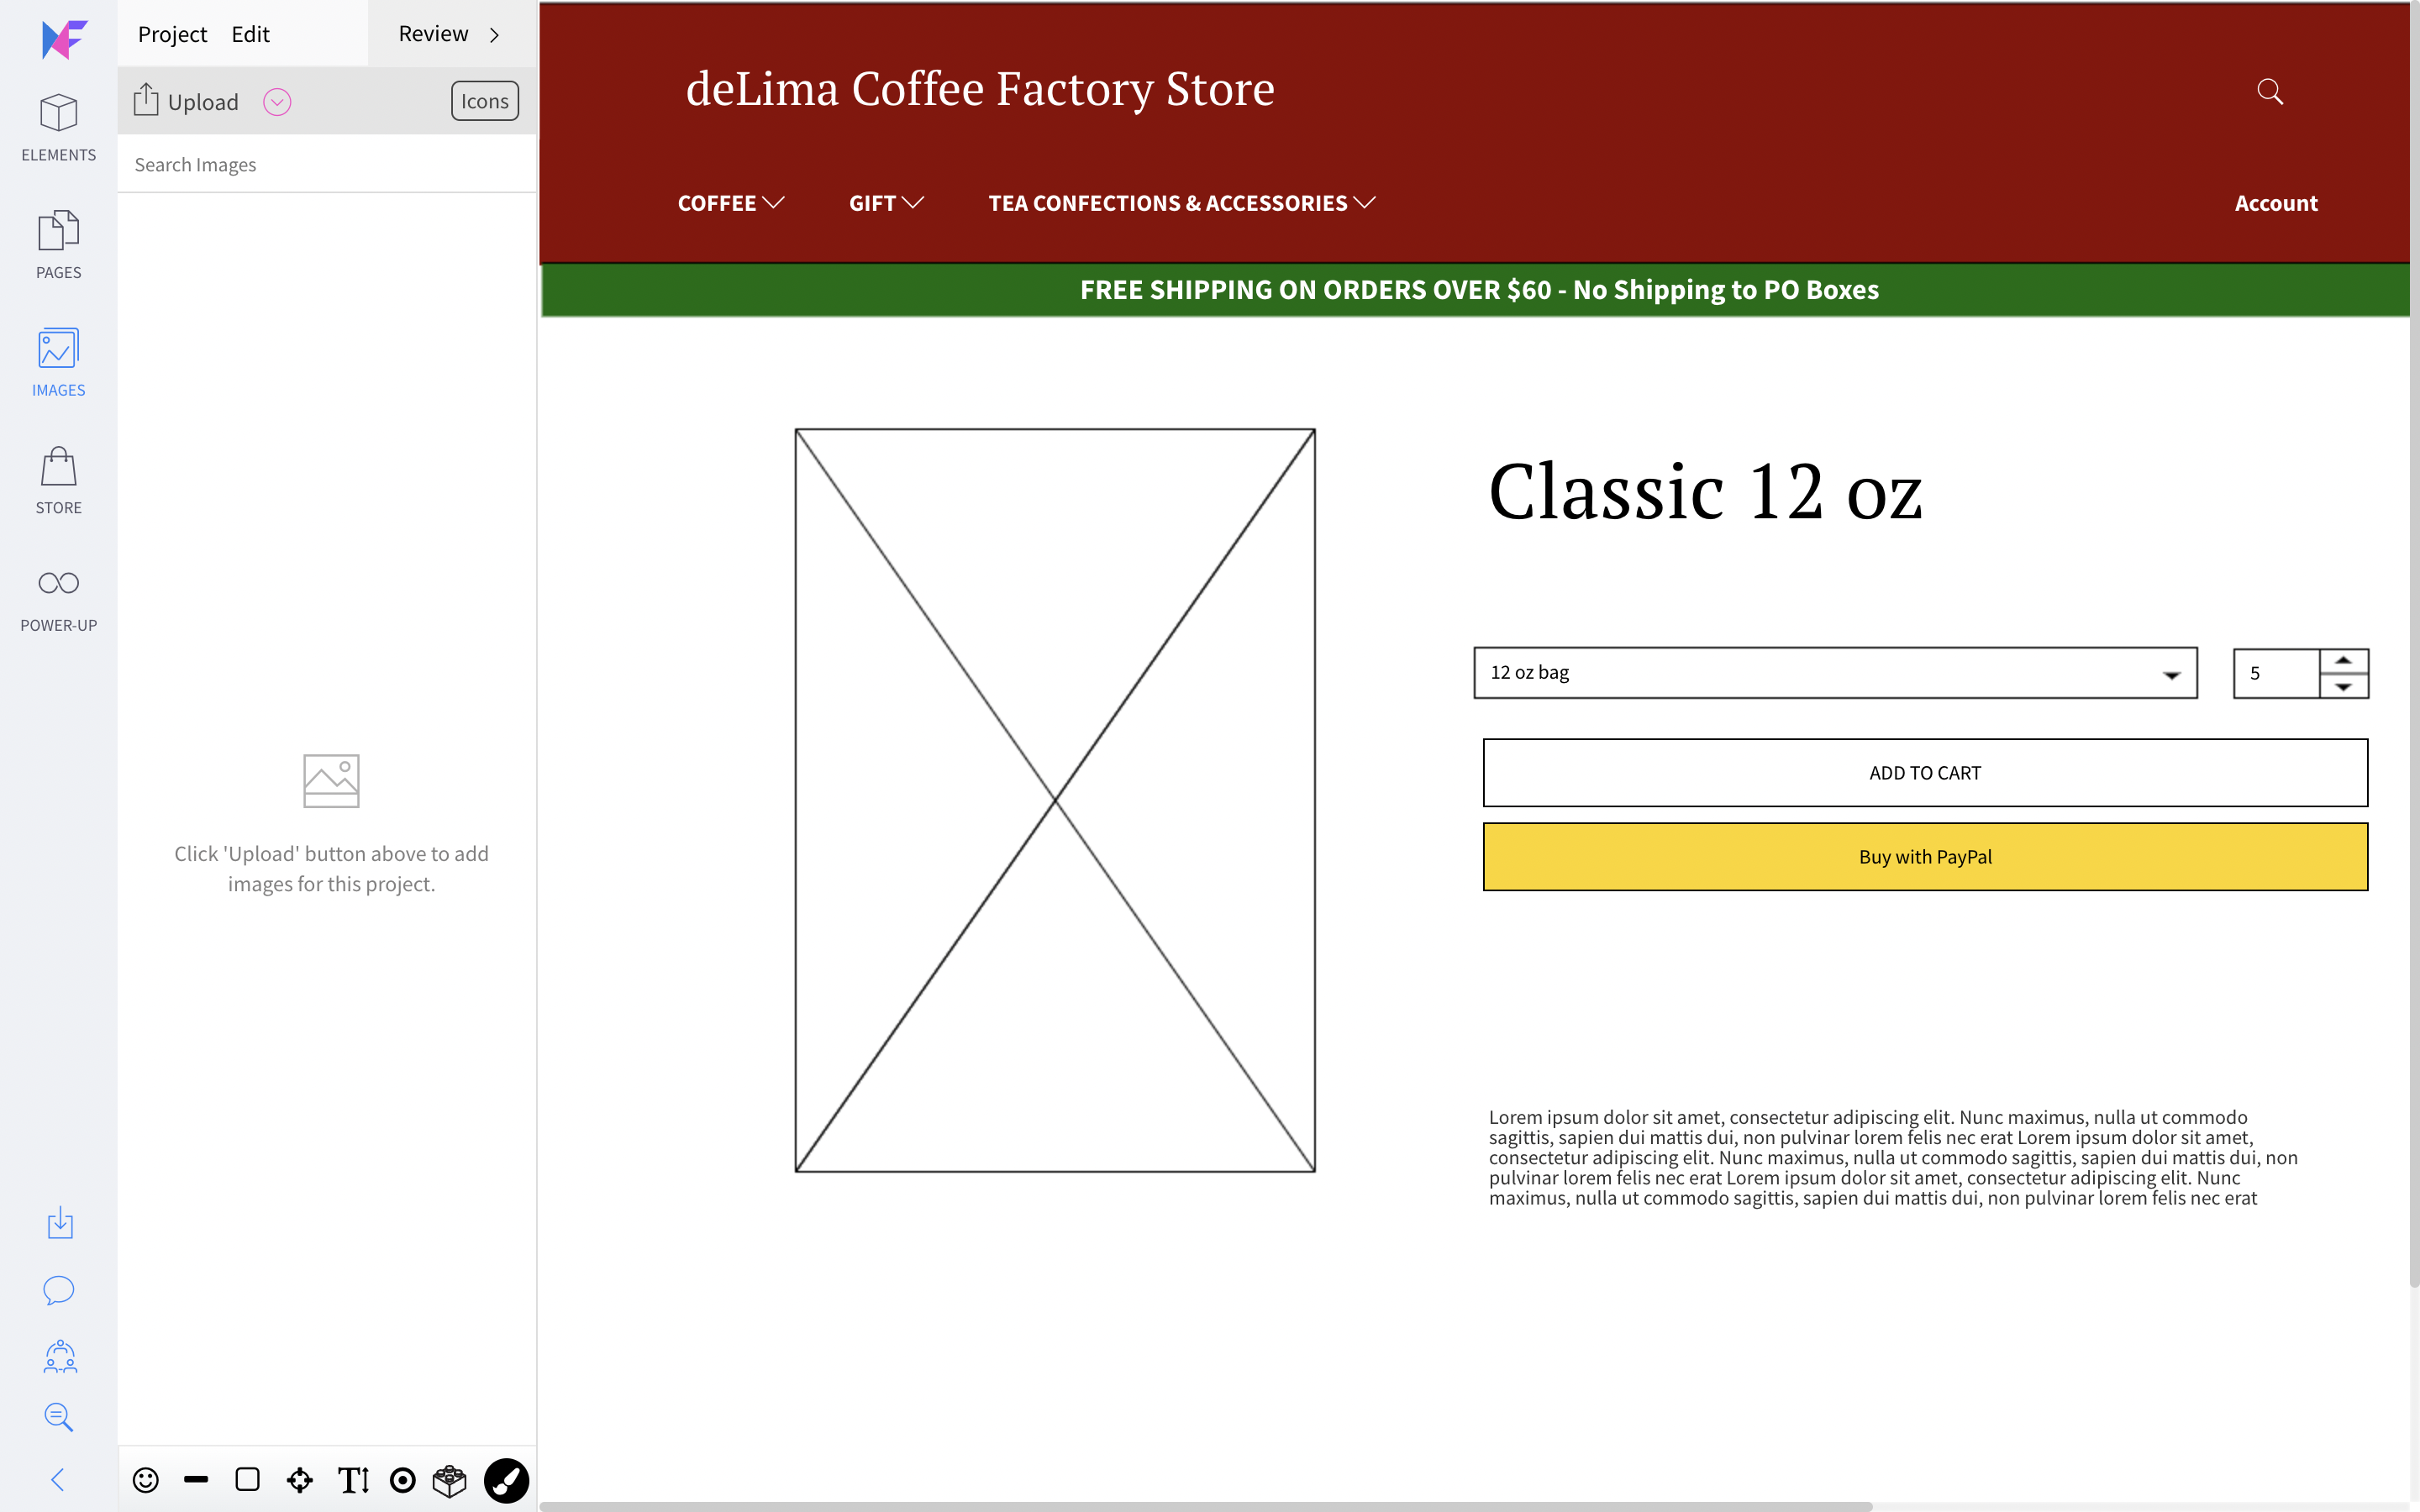 Project Edit Review
Upload Icons
Search Images
ELEMENTS
PAGES
IMAGES
STORE
POWER-UP
Click 'Upload' button above to add
images for this project.
T
deLima Coffee Factory Store
COFFEE GIFT TEA CONFECTIONS & ACCESSORIES Account
FREE SHIPPING ON ORDERS OVER $60 - No Shipping to PO Boxes
Classic 12 oz
12 oz bag 5
ADD TO CART
Buy with PayPal
Lorem ipsum dolor sit amet, consectetur adipiscing elit. Nunc maximus, nulla ut commodo
sagittis, sapien dui mattis dui, non pulvinar lorem felis nec erat Lorem ipsum dolor sit amet,
consectetur adipiscing elit. Nunc maximus, nulla ut commodo sagittis, sapien dui mattis dui, non
pulvinar lorem felis nec erat Lorem ipsum dolor sit amet, consectetur adipiscing elit. Nunc
maximus, nulla ut commodo sagittis, sapien dui mattis dui, non pulvinar lorem felis nec erat